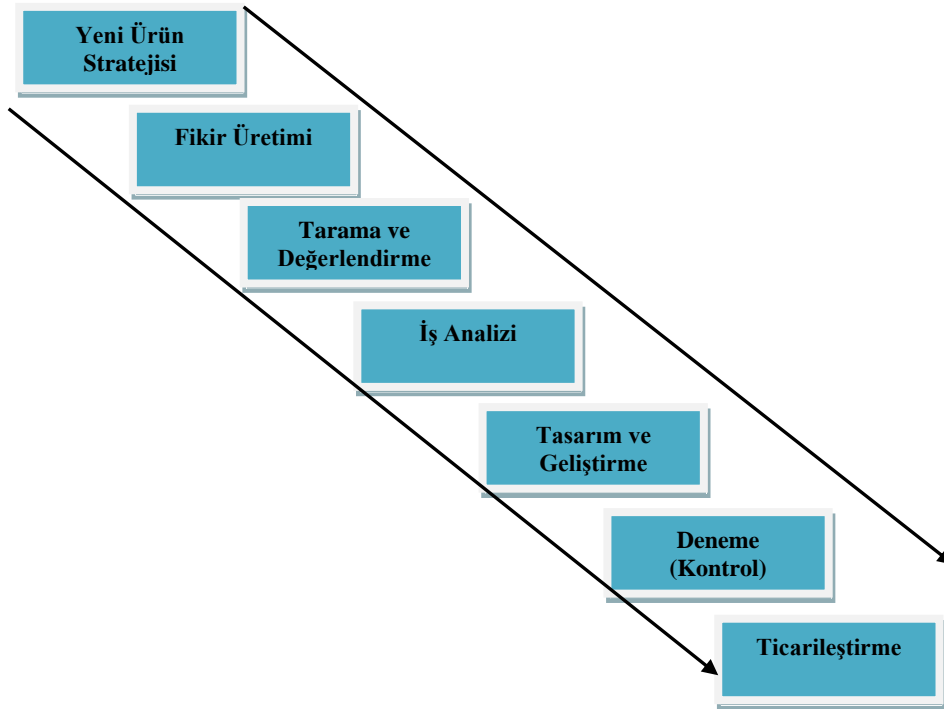 Yeni Ürün
Stratejisi
Fikir Üretimi
Tarama ve
Değerlendirme
İş Analizi
Tasarım ve
Geliştirme
Deneme
(Kontrol)
Ticarileştirme